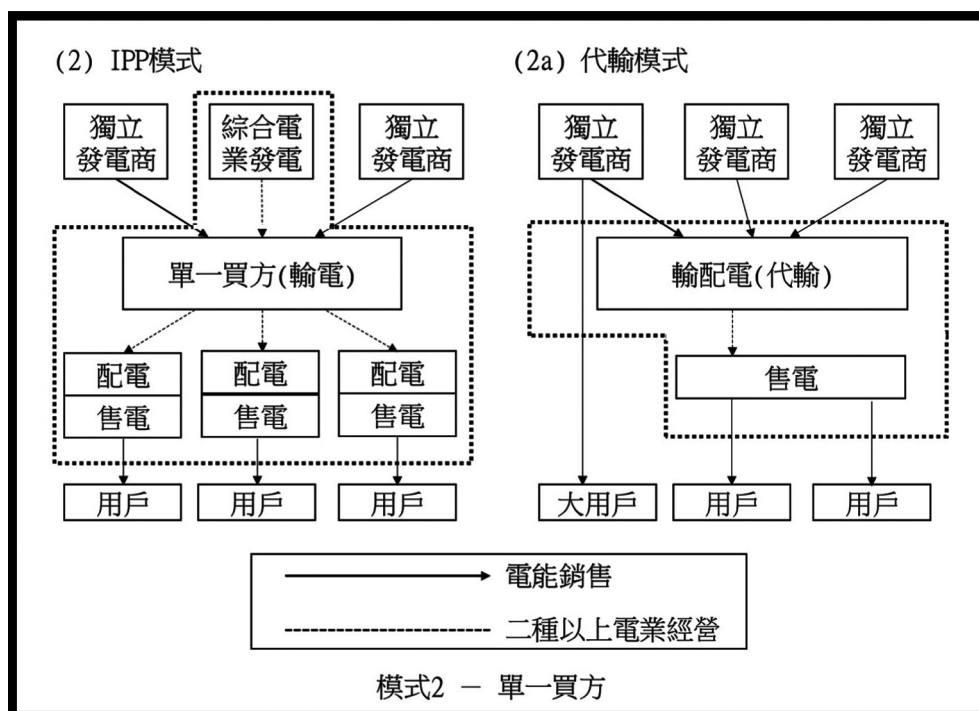 (2) IPP模式
獨立
發電商
綜合電
業發電
獨立
發電商
單一買方(輸電)
配電
售電
配電
售電
配電
售電
用戶
用戶
用戶
(2a) 代輸模式
獨立
發電商
獨立
發電商
獨立
發電商
輸配電(代輸)
售電
大用戶
用戶
用戶
電能銷售
二種以上電業經營
模式2 － 單一買方